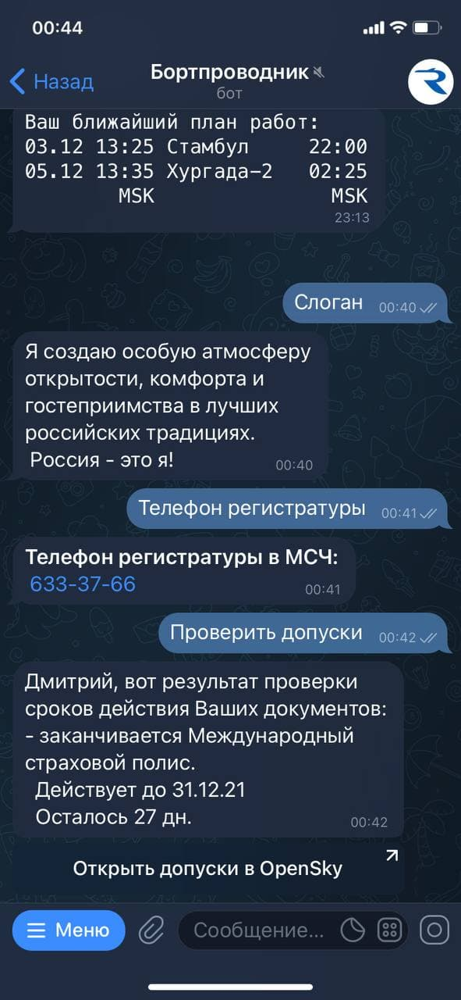 00:44
Назад
Бортпроводник
бот
Ваш ближайший план работ:
03.12 13:25 Стамбул 22:00
05.12 13:35 Хургада-2 02:25
MSK MSK
23:13
Слоган 00:40
Я создаю особую атмосферу
открытости, комфорта и
гостеприимства в лучших
российских традициях.
Россия - это я! 00:40
Телефон регистратуры 00:41
Телефон регистратуры в МСЧ:
633-37-66 00:41
Проверить допуски 00:42
Дмитрий, вот результат проверки
сроков действия Ваших документов:
- заканчивается Международный
страховой полис.
Действует до 31.12.21
Осталось 27 дн. 00:42
Открыть допуски в OpenSky
Меню Сообщение...